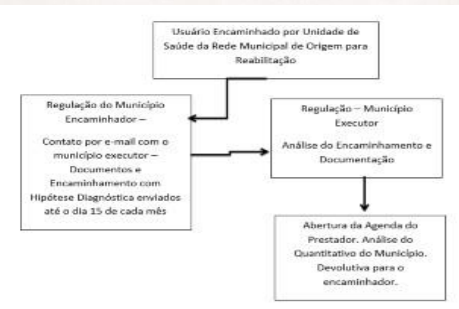 Usuário Encaminhado por Unidade de
Saúde da Rede Municipal de Origem para
Reabilitação
Regulação do Município
Encaminhador –
Contato por e-mail com o
município executor –
Documentos e
Encaminhamento com
Hipótese Diagnóstica enviados
até o dia 15 de cada mês
Regulação – Município
Executor
Análise do Encaminhamento e
Documentação
Abertura da Agenda do
Prestador. Análise do
Quantitativo do Município.
Devolutiva para o
encaminhador.